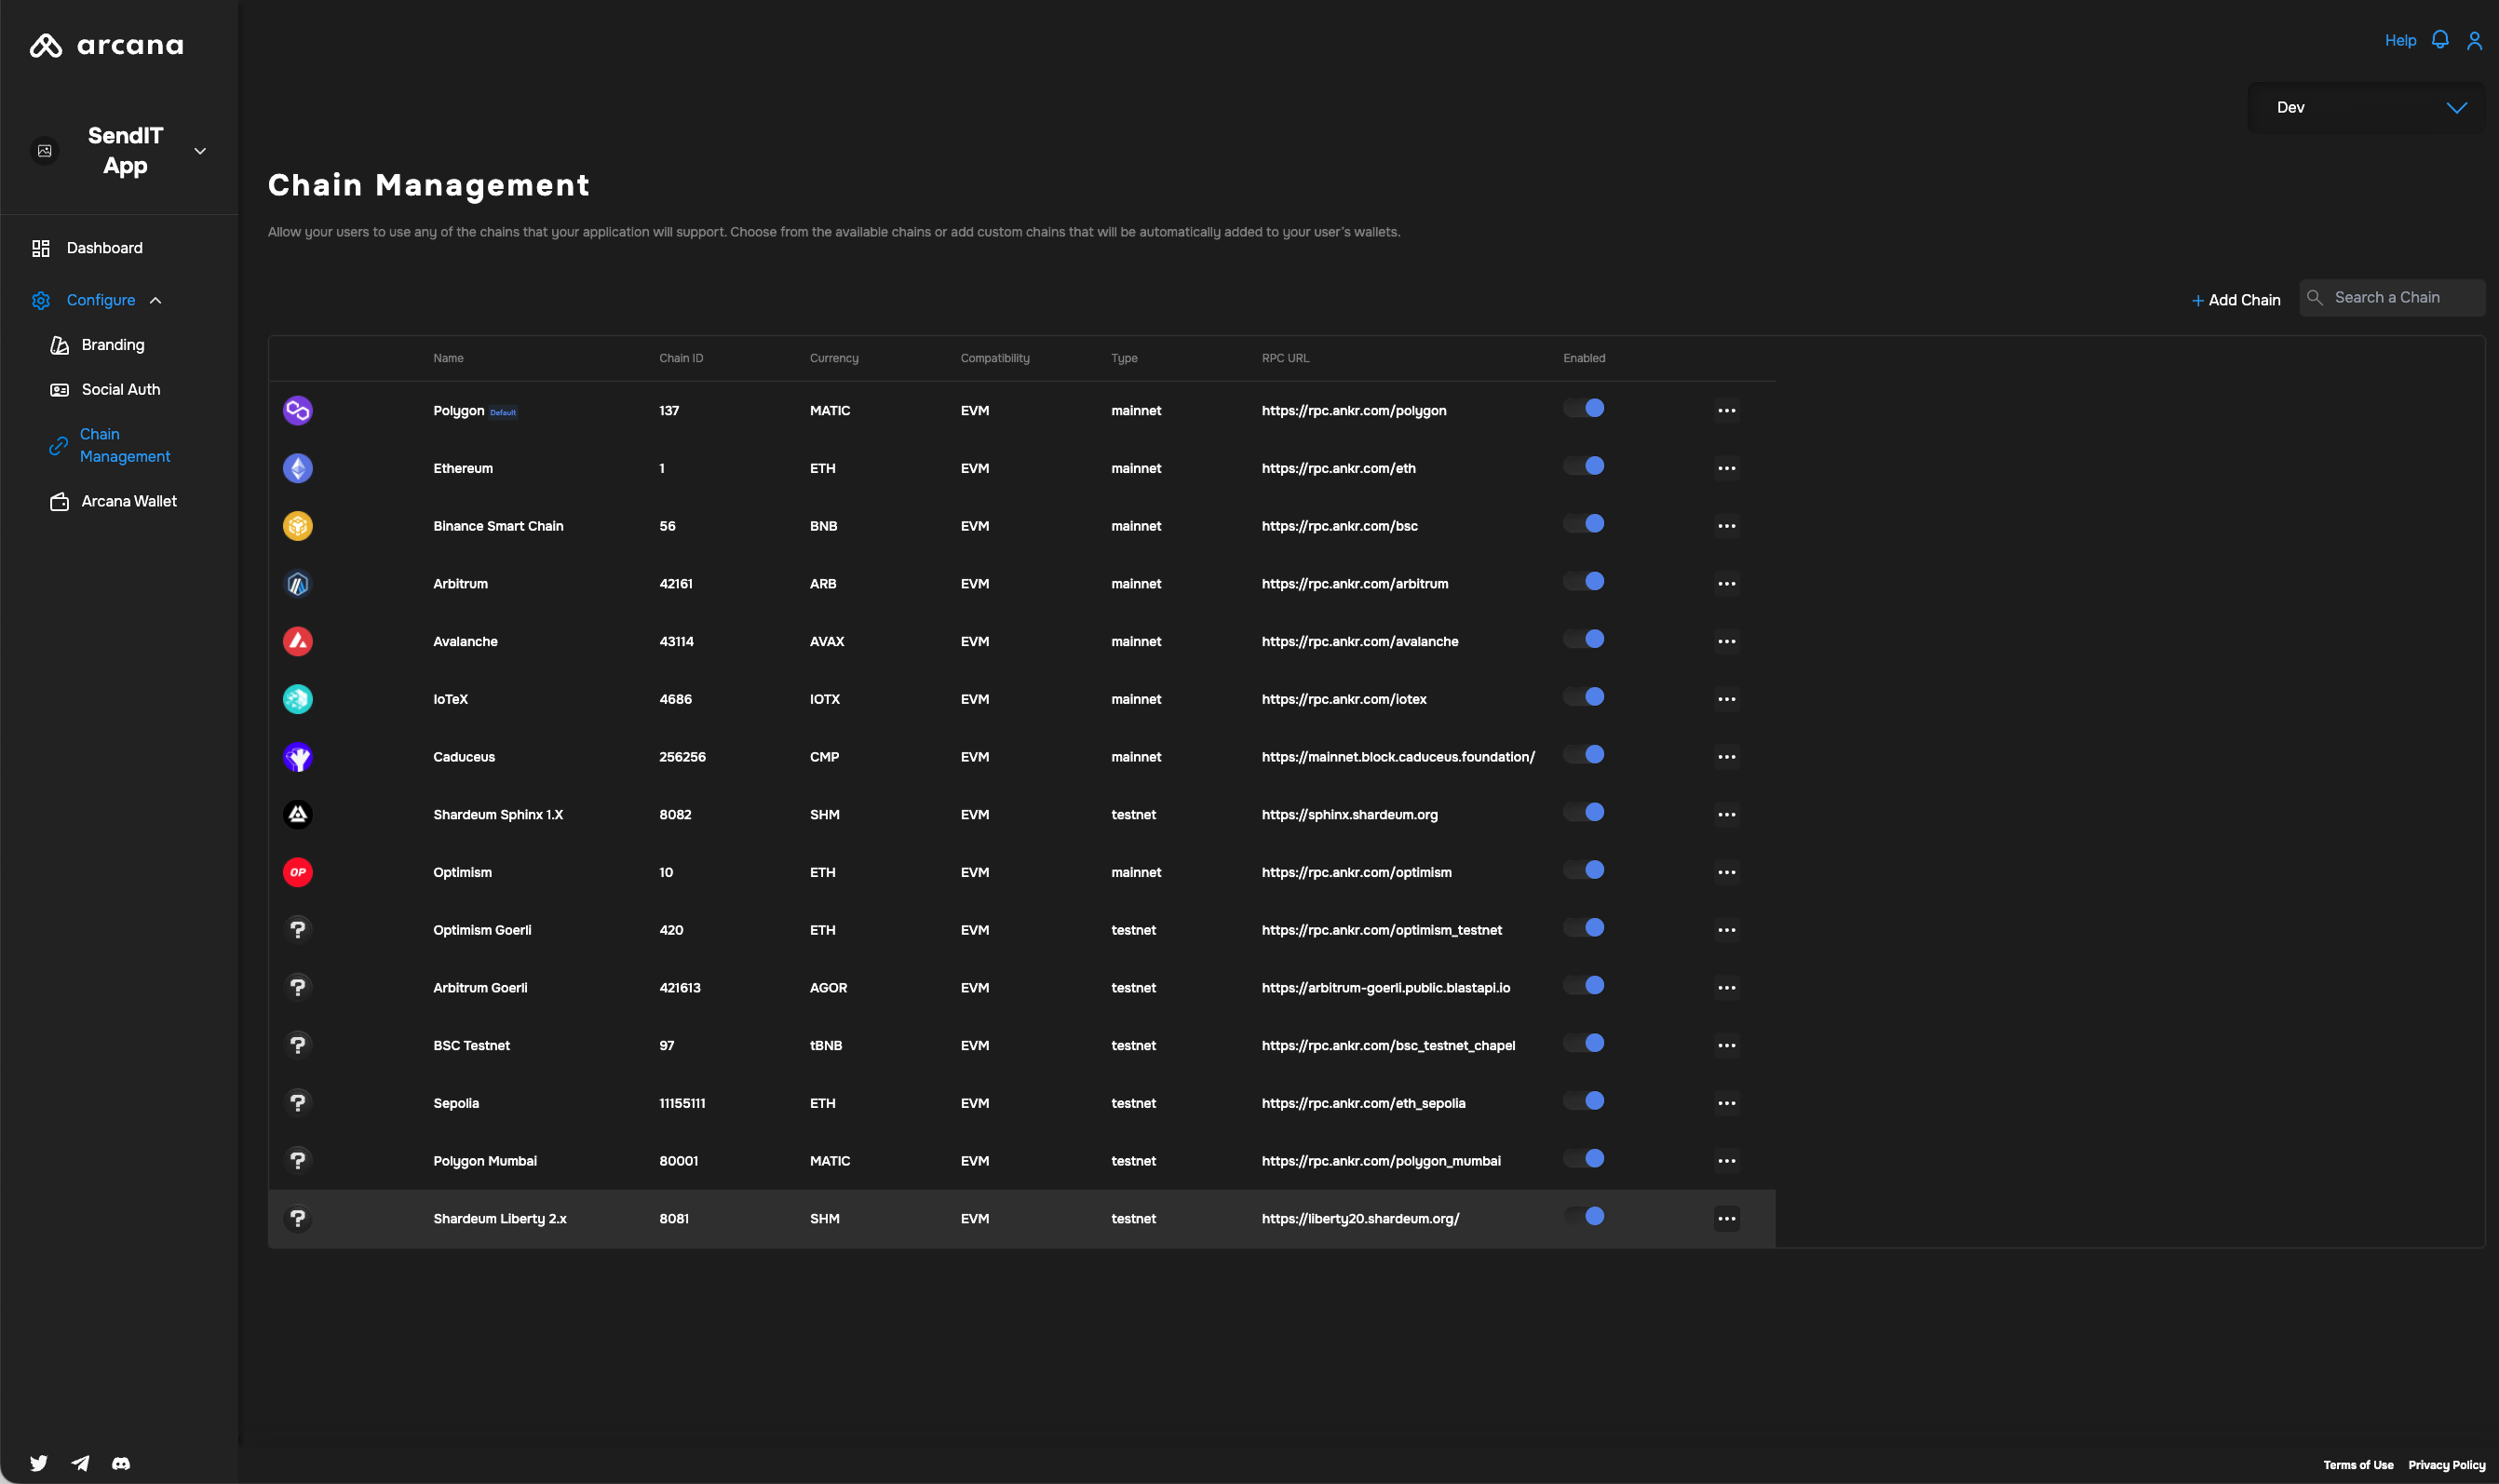 arcana
Help
Dev
SendIT
App
Chain Management
Allow your users to use any of the chains that your application will support. Choose from the available chains or add custom chains that will be automatically added to your user's wallets.
Dashboard
Configure
Branding
Social Auth
Chain
Management
Arcana Wallet
+ Add Chain Search a Chain
Name Chain ID Currency Compatibility Type RPC URL Enabled
Polygon Default 137 MATIC EVM mainnet https://rpc.ankr.com/polygon
Ethereum 1 ETH EVM mainnet https://rpc.ankr.com/eth
Binance Smart Chain 56 BNB EVM mainnet https://rpc.ankr.com/bsc
Arbitrum 42161 ARB EVM mainnet https://rpc.ankr.com/arbitrum
Avalanche 43114 AVAX EVM mainnet https://rpc.ankr.com/avalanche
IoTeX 4686 IOTX EVM mainnet https://rpc.ankr.com/iotex
Caduceus 256256 CMP EVM mainnet https://mainnet.block.caduceus.foundation/
Shardeum Sphinx 1.X 8082 SHM EVM testnet https://sphinx.shardeum.org
OP Optimism 10 ETH EVM mainnet https://rpc.ankr.com/optimism
? Optimism Goerli 420 ETH EVM testnet https://rpc.ankr.com/optimism_testnet
? Arbitrum Goerli 421613 AGOR EVM testnet https://arbitrum-goerli.public.blastapi.io
? BSC Testnet 97 tBNB EVM testnet https://rpc.ankr.com/bsc_testnet_chapel
? Sepolia 11155111 ETH EVM testnet https://rpc.ankr.com/eth_sepolia
? Polygon Mumbai 80001 MATIC EVM testnet https://rpc.ankr.com/polygon_mumbai
? Shardeum Liberty 2.x 8081 SHM EVM testnet https://liberty20.shardeum.org/
Terms of Use Privacy Policy